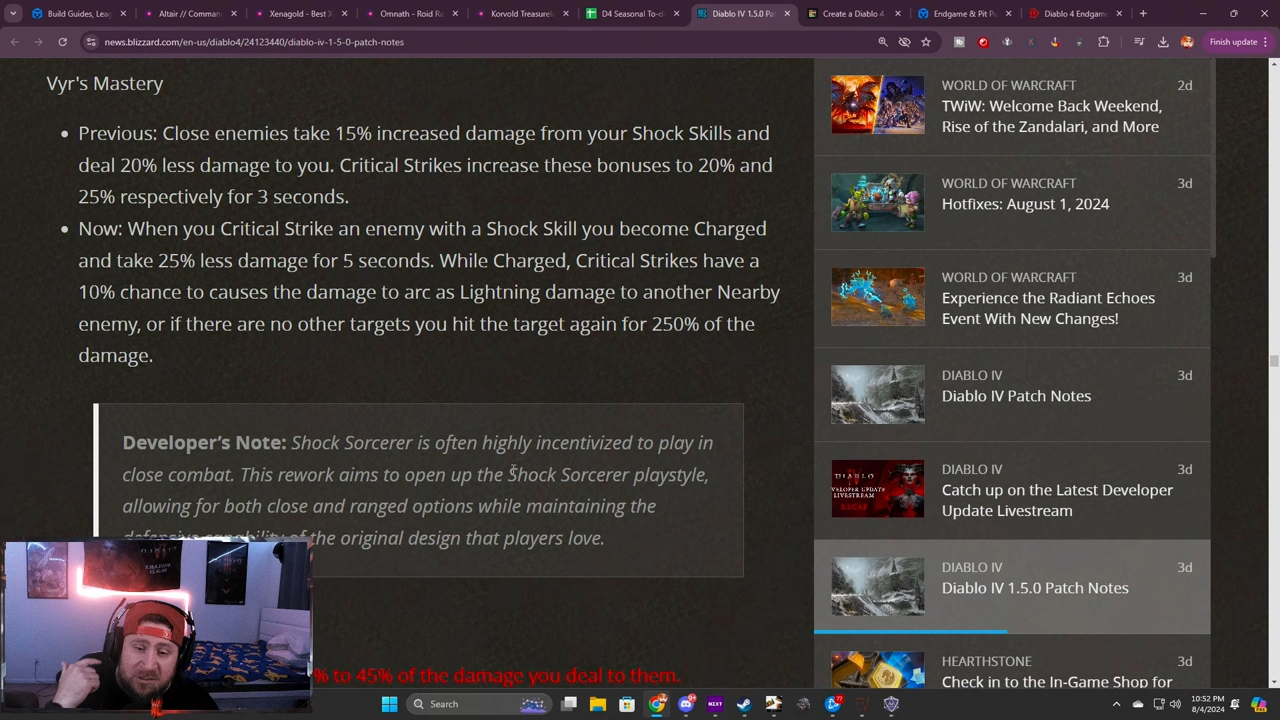 Build Guides, Leag
Altair // Comman
Xenagold - Best X
Omnath - Roid Ra
Korvold Treasurel
D4 Seasonal To-d
Diablo IV 1.5.0 Pa
Create a Diablo 4
Endgame & Pit Pu
Diablo 4 Endgam
news.blizzard.com/en-us/diablo4/24123440/diablo-iv-1-5-0-patch-notes
Finish update
Vyr's Mastery
Previous: Close enemies take 15% increased damage from your Shock Skills and
deal 20% less damage to you. Critical Strikes increase these bonuses to 20% and
25% respectively for 3 seconds.
Now: When you Critical Strike an enemy with a Shock Skill you become Charged
and take 25% less damage for 5 seconds. While Charged, Critical Strikes have a
10% chance to causes the damage to arc as Lightning damage to another Nearby
enemy, or if there are no other targets you hit the target again for 250% of the
damage.
Developer's Note: Shock Sorcerer is often highly incentivized to play in
close combat. This rework aims to open up the Shock Sorcerer playstyle,
allowing for both close and ranged options while maintaining the
defensive capability of the original design that players love.
% to 45% of the damage you deal to them.
WORLD OF WARCRAFT 2d
TWiW: Welcome Back Weekend,
Rise of the Zandalari, and More
WORLD OF WARCRAFT 3d
Hotfixes: August 1, 2024
WORLD OF WARCRAFT 3d
Experience the Radiant Echoes
Event With New Changes!
DIABLO IV 3d
Diablo IV Patch Notes
DIABLO IV 3d
Catch up on the Latest Developer
Update Livestream
DIABLO IV 3d
Diablo IV 1.5.0 Patch Notes
HEARTHSTONE 3d
Check in to the In-Game Shop for
Search
NEXT
10:52 PM
8/4/2024